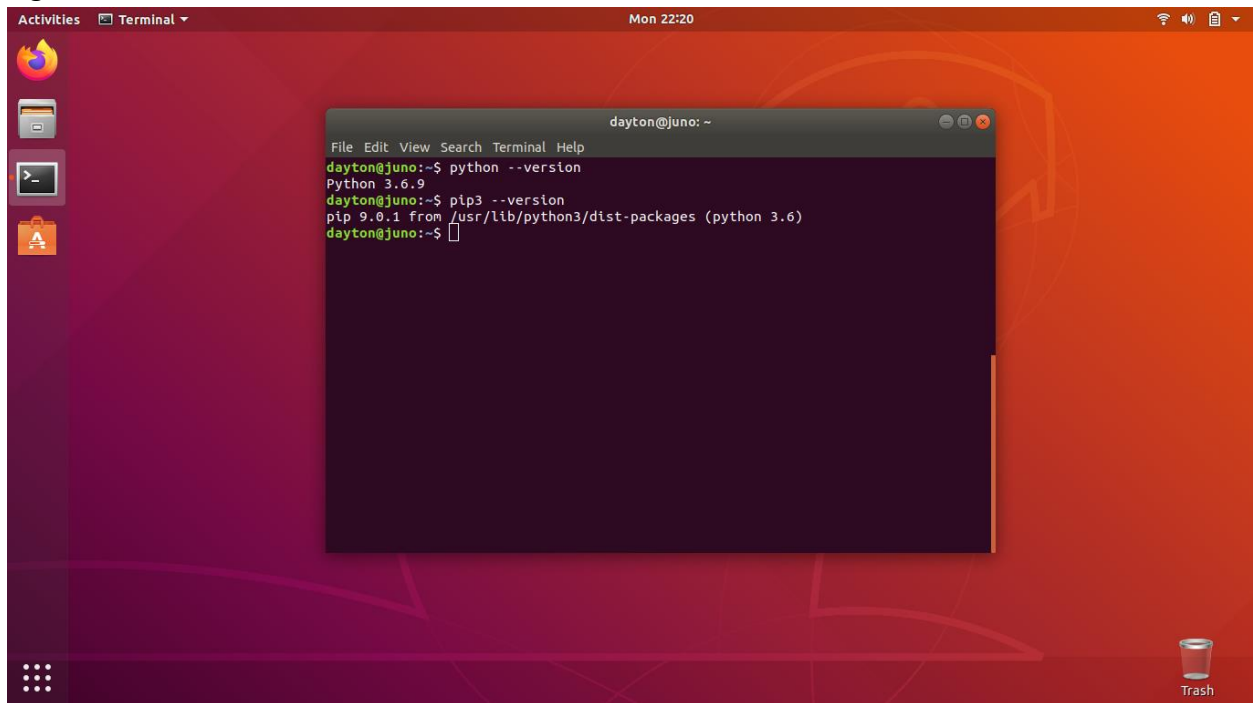 Activities Terminal Mon 22:20
dayton@juno: ~
File Edit View Search Terminal Help
dayton@juno:~$ python --version
Python 3.6.9
dayton@juno:~$ pip3 --version
pip 9.0.1 from /usr/lib/python3/dist-packages (python 3.6)
dayton@juno:~$
Trash